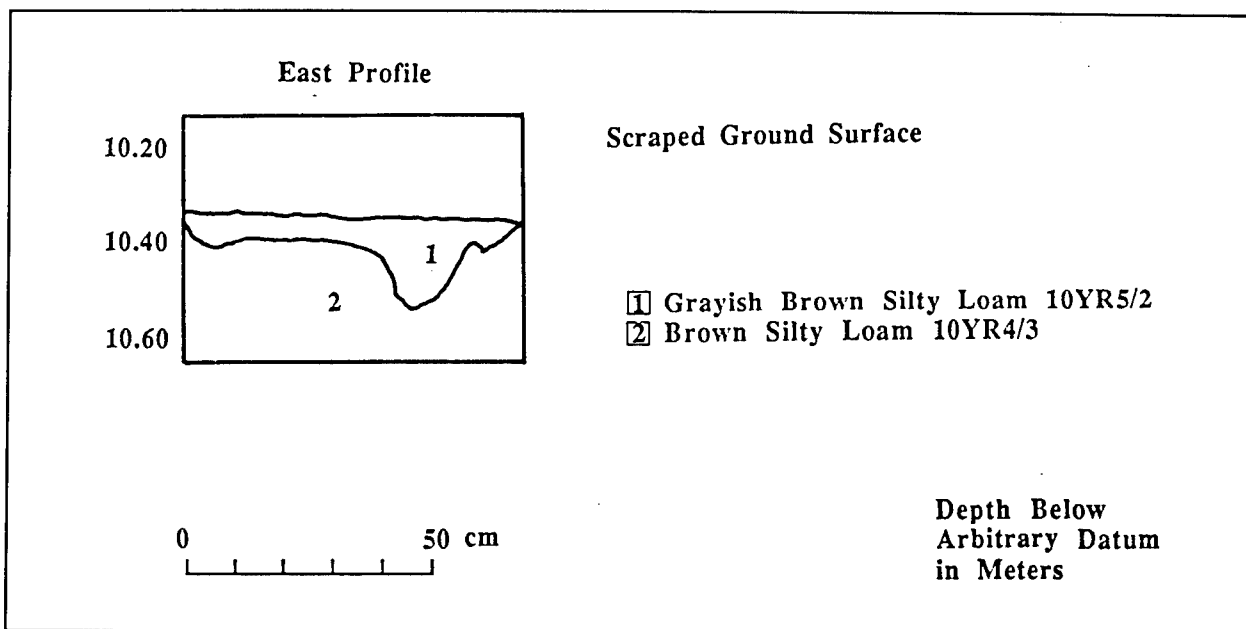 East Profile
10.20
Scraped Ground Surface
10.40
1
2
1 Grayish Brown Silty Loam 10YR5/2
2 Brown Silty Loam 10YR4/3
10.60
Depth Below
Arbitrary Datum
in Meters
0 50 cm